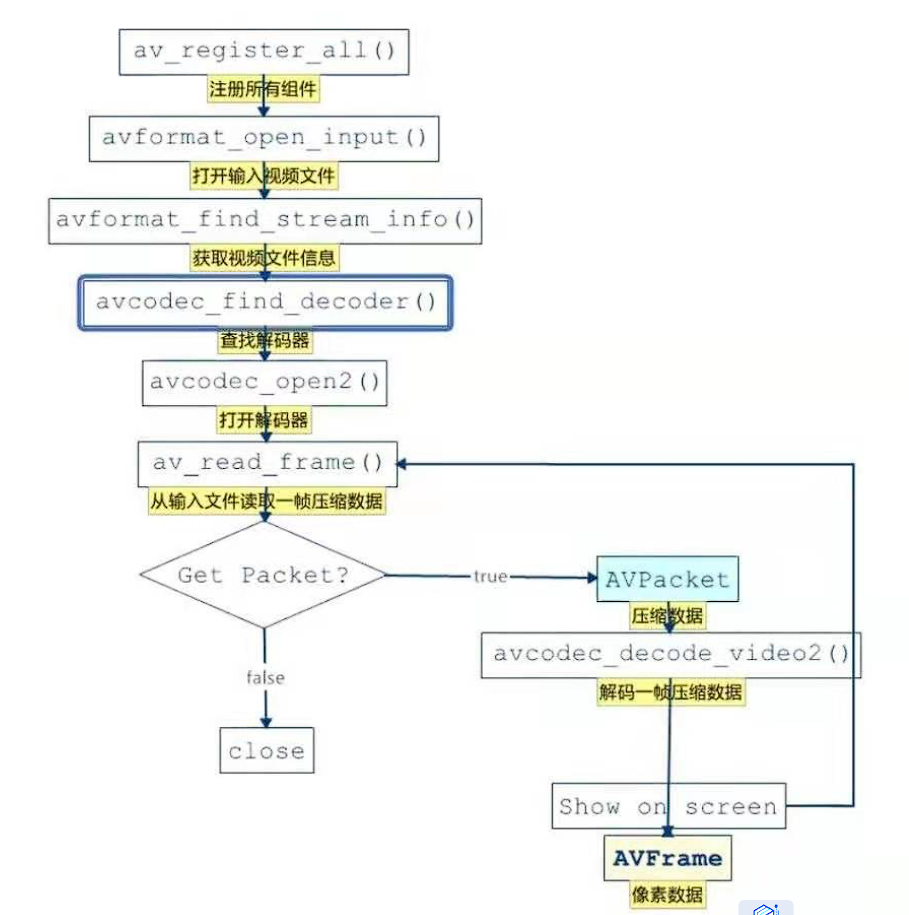 av_register_all()
注册所有组件
avformat_open_input()
打开输入视频文件
avformat_find_stream_info()
获取视频文件信息
avcodec_find_decoder()
查找解码器
avcodec_open2()
打开解码器
av_read_frame()
从输入文件读取一帧压缩数据
Get Packet?
true
AVPacket
压缩数据
avcodec_decode_video2()
解码一帧压缩数据
false
close
Show on screen
AVFrame
像素数据